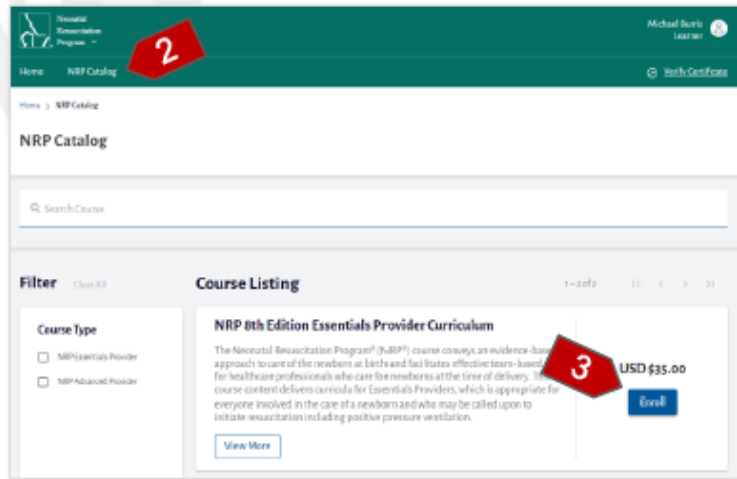 Neonatal
Resuscitation
Program
Michael Burris
Learner
2
Home NRP Catalog
Verify Certificate
Home > NRP Catalog
NRP Catalog
Search Course
Filter Clear All
Course Listing
1-2 of 2
Course Type
NRP Essentials Provider
NRP Advanced Provider
NRP 8th Edition Essentials Provider Curriculum
The Neonatal Resuscitation Program® (NRP®) course conveys an evidence-base
approach to care of the newborn at birth and facilitates effective team-based
for healthcare professionals who care for newborns at the time of delivery.
course content delivers curricula for Essentials Providers, which is appropriate for
everyone involved in the care of a newborn and who may be called upon to
initiate resuscitation including positive pressure ventilation.
View More
3
USD $35.00
Enroll